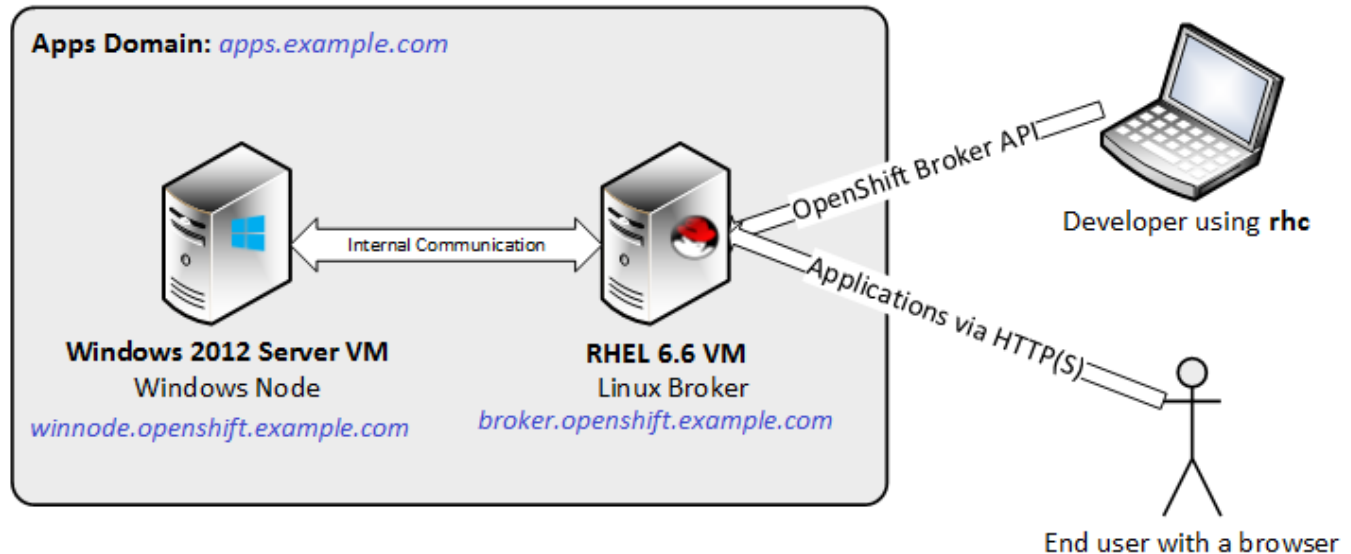 Apps Domain: apps.example.com
Internal Communication
Windows 2012 Server VM
Windows Node
winnode.openshift.example.com
RHEL 6.6 VM
Linux Broker
broker.openshift.example.com
OpenShift Broker API
Developer using rhc
Applications via HTTP(S)
End user with a browser